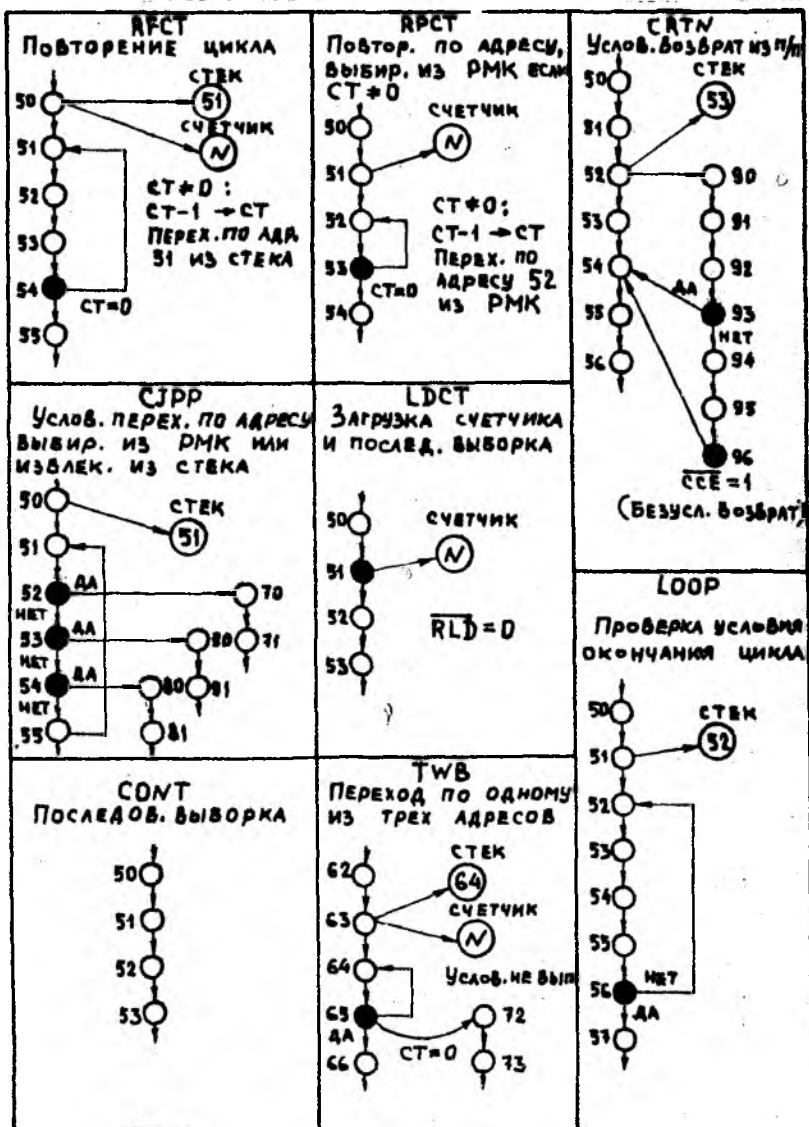 RFCT
ПОВТОРЕНИЕ ЦИКЛА
СТЕК
50
51
СЧЕТЧИК
51
N
СТ≠0:
52
СТ-1 → СТ
53
ПЕРЕХ. ПО АДР.
51 ИЗ СТЕКА
54
СТ=0
55
RPCT
ПОВТОР. ПО АДРЕСУ,
ВЫБИР. ИЗ РМК ЕСЛИ
СТ≠0
50
СЧЕТЧИК
51
N
52
СТ≠0:
СТ-1 → СТ
53
ПЕРЕХ. ПО
СТ=0
АДРЕСУ 52
54
ИЗ РМК
CRTN
УСЛОВ. ВОЗВРАТ ИЗ П/П
50
СТЕК
53
51
52
90
53
91
54
92
ДА
55
93
НЕТ
56
94
95
96
CCE = 1
(БЕЗУСЛ. ВОЗВРАТ)
CJPP
УСЛОВ. ПЕРЕХ. ПО АДРЕСУ
ВЫБИР. ИЗ РМК ИЛИ
ИЗВЛЕК. ИЗ СТЕКА
50
СТЕК
51
51
52
ДА
70
НЕТ
53
ДА
80
71
НЕТ
54
ДА
80
81
НЕТ
55
81
LDCT
ЗАГРУЗКА СЧЕТЧИКА
И ПОСЛЕД. ВЫБОРКА
50
СЧЕТЧИК
51
N
52
RLD = 0
53
LOOP
ПРОВЕРКА УСЛОВИЯ
ОКОНЧАНИЯ ЦИКЛА
50
СТЕК
51
52
52
53
54
55
56
НЕТ
ДА
57
CONT
ПОСЛЕДОВ. ВЫБОРКА
50
51
52
53
TWB
ПЕРЕХОД ПО ОДНОМУ
ИЗ ТРЕХ АДРЕСОВ
СТЕК
62
64
СЧЕТЧИК
63
N
64
УСЛОВ. НЕ ВЫП
65
72
ДА
СТ=0
66
73